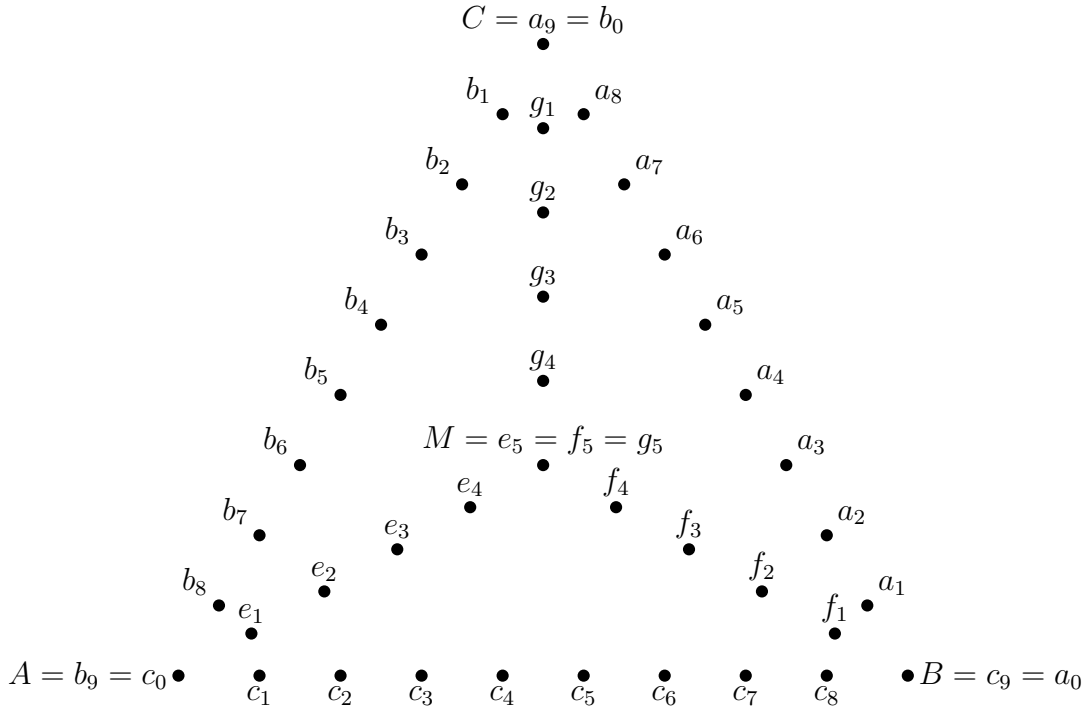 C = a₉ = b₀
b₁ g₁ a₈
b₂ g₂ a₇
b₃ a₆
g₃
b₄ a₅
g₄
b₅ a₄
b₆ M = e₅ = f₅ = g₅ a₃
e₄ f₄
b₇ e₃ f₃ a₂
b₈ e₂ f₂ a₁
e₁ f₁
A = b₉ = c₀ B = c₉ = a₀
c₁ c₂ c₃ c₄ c₅ c₆ c₇ c₈